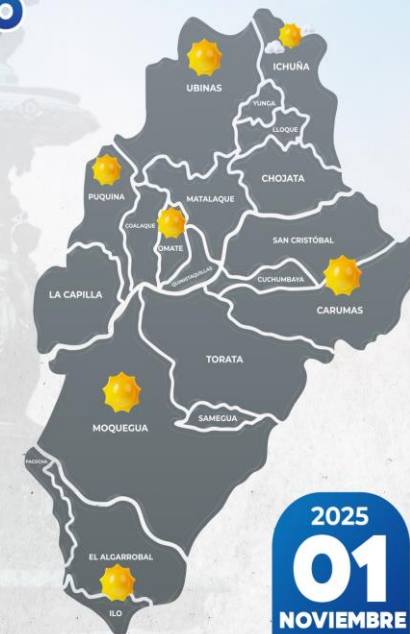 ICHUÑA
UBINAS
YUNGA
LLOQUE
CHOJATA
PUQUINA
MATALAQUE
COALAQUE
OMATE
SAN CRISTÓBAL
QUINISTAQUILLAS
CUCHUMBAYA
LA CAPILLA
CARUMAS
TORATA
SAMEGUA
MOQUEGUA
PACOCHA
EL ALGARROBAL
ILO
2025
01
NOVIEMBRE